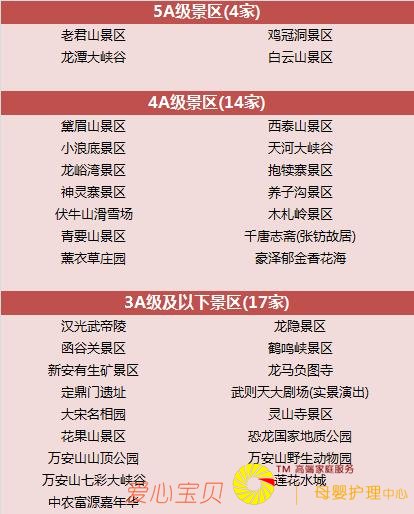 5A级景区(4家)
老君山景区 鸡冠洞景区
龙潭大峡谷 白云山景区
4A级景区(14家)
黛眉山景区 西泰山景区
小浪底景区 天河大峡谷
龙峪湾景区 抱犊寨景区
神灵寨景区 养子沟景区
伏牛山滑雪场 木札岭景区
青要山景区 千唐志斋(张钫故居)
薰衣草庄园 豪泽郁金香花海
3A级及以下景区(17家)
汉光武帝陵 龙隐景区
函谷关景区 鹤鸣峡景区
新安有生矿景区 龙马负图寺
定鼎门遗址 武则天大剧场(实景演出)
大宋名相园 灵山寺景区
花果山景区 恐龙国家地质公园
万安山山顶公园 万安山野生动物园
万安山七彩大峡谷 莲花水城
中农富源嘉年华
爱心宝贝
TM 高端家庭服务
母婴护理中心